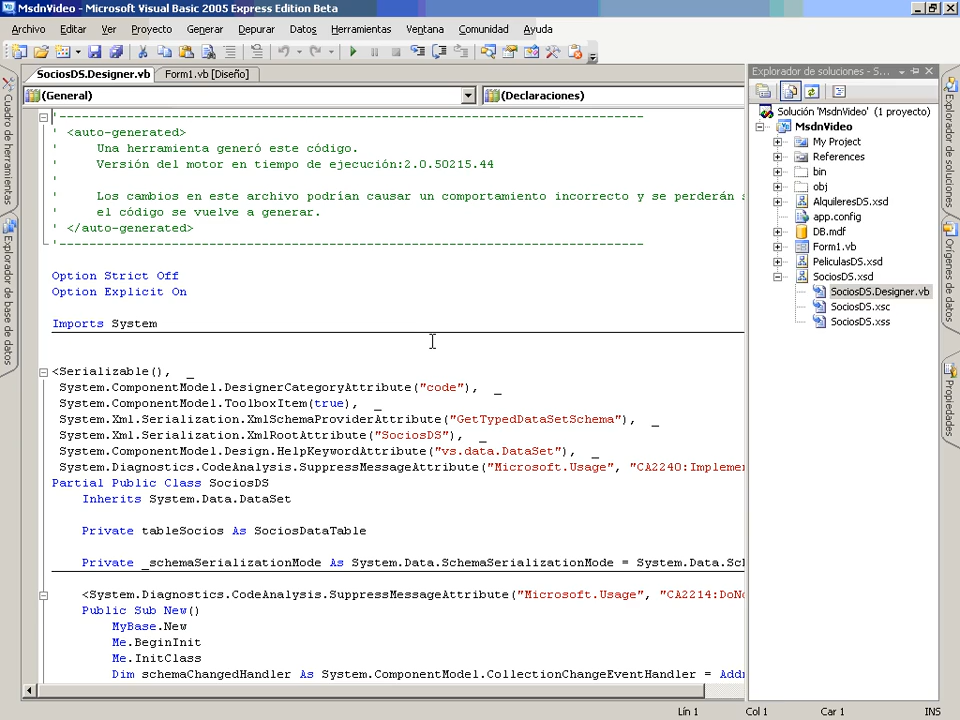 MsdnVideo - Microsoft Visual Basic 2005 Express Edition Beta
Archivo Editar Ver Proyecto Generar Depurar Datos Herramientas Ventana Comunidad Ayuda
SociosDS.Designer.vb Form1.vb [Diseño]
(General) (Declaraciones)
'------------------------------------------------------------------------------
' <auto-generated>
'     Una herramienta generó este código.
'     Versión del motor en tiempo de ejecución:2.0.50215.44
'
'     Los cambios en este archivo podrían causar un comportamiento incorrecto y se perderán s
'     el código se vuelve a generar.
' </auto-generated>
'------------------------------------------------------------------------------
Option Strict Off
Option Explicit On
Imports System
<Serializable(), _
System.ComponentModel.DesignerCategoryAttribute("code"), _
System.ComponentModel.ToolboxItem(true), _
System.Xml.Serialization.XmlSchemaProviderAttribute("GetTypedDataSetSchema"), _
System.Xml.Serialization.XmlRootAttribute("SociosDS"), _
System.ComponentModel.Design.HelpKeywordAttribute("vs.data.DataSet"), _
System.Diagnostics.CodeAnalysis.SuppressMessageAttribute("Microsoft.Usage", "CA2240:Implemen
Partial Public Class SociosDS
Inherits System.Data.DataSet
Private tableSocios As SociosDataTable
Private _schemaSerializationMode As System.Data.SchemaSerializationMode = System.Data.Sch
<System.Diagnostics.CodeAnalysis.SuppressMessageAttribute("Microsoft.Usage", "CA2214:DoNo
Public Sub New()
MyBase.New
Me.BeginInit
Me.InitClass
Dim schemaChangedHandler As System.ComponentModel.CollectionChangeEventHandler = Addr
Explorador de soluciones - S...
Solución 'MsdnVideo' (1 proyecto)
MsdnVideo
My Project
References
bin
obj
AlquileresDS.xsd
app.config
DB.mdf
Form1.vb
PeliculasDS.xsd
SociosDS.xsd
SociosDS.Designer.vb
SociosDS.xsc
SociosDS.xss
Cuadro de herramientas
Explorador de base de datos
Explorador de soluciones
Orígenes de datos
Propiedades
Lín 1 Col 1 Car 1 INS